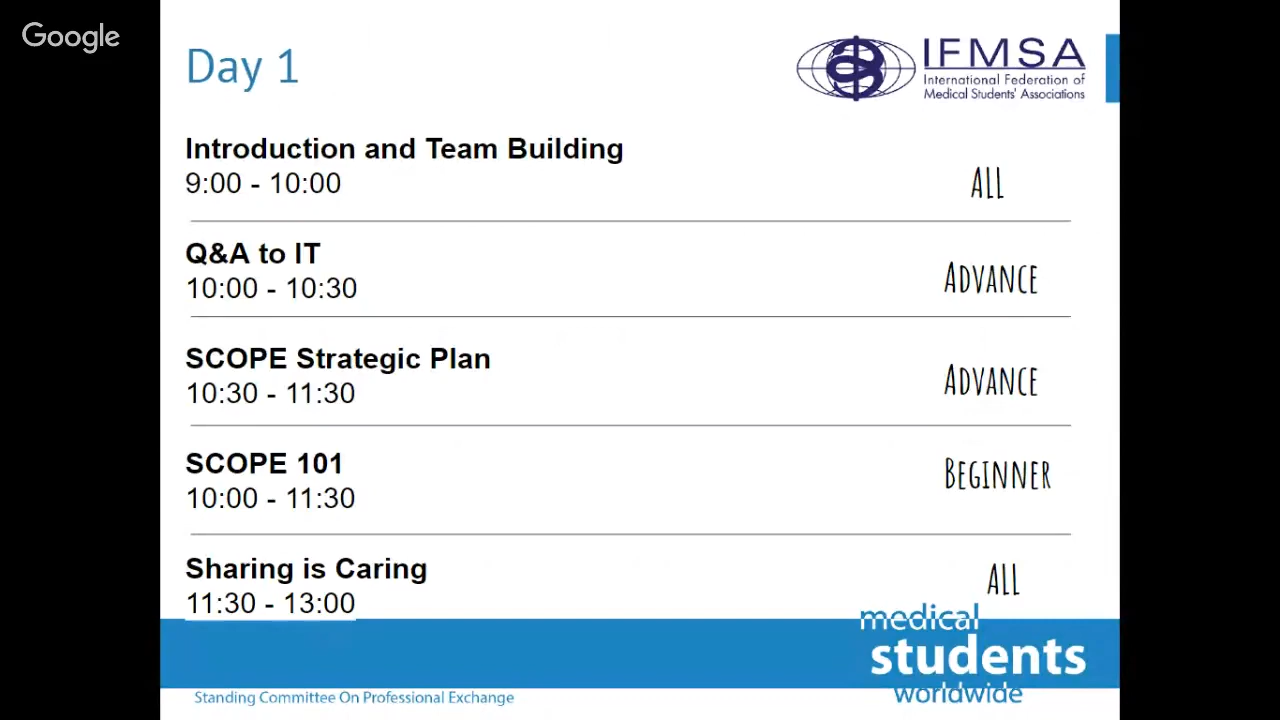 Google
Day 1
IFMSA
International Federation of
Medical Students' Associations
Introduction and Team Building
9:00 - 10:00
ALL
Q&A to IT
10:00 - 10:30
ADVANCE
SCOPE Strategic Plan
10:30 - 11:30
ADVANCE
SCOPE 101
10:00 - 11:30
BEGINNER
Sharing is Caring
11:30 - 13:00
ALL
medical
students
worldwide
Standing Committee On Professional Exchange